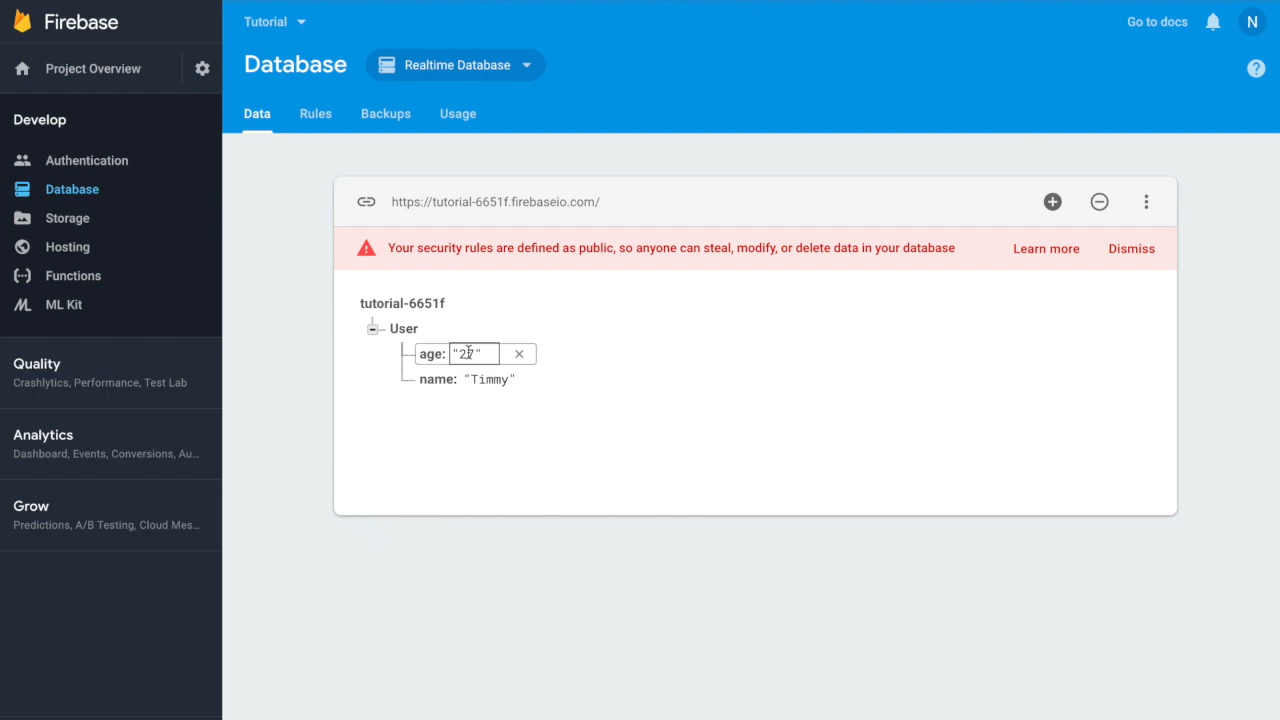 Firebase
Project Overview
Develop
Authentication
Database
Storage
Hosting
Functions
ML Kit
Quality
Crashlytics, Performance, Test Lab
Analytics
Dashboard, Events, Conversions, Au...
Grow
Predictions, A/B Testing, Cloud Mes...
Tutorial
Go to docs
N
Database
Realtime Database
?
Data Rules Backups Usage
https://tutorial-6651f.firebaseio.com/
Your security rules are defined as public, so anyone can steal, modify, or delete data in your database
Learn more
Dismiss
tutorial-6651f
User
age: "27"
name: "Timmy"